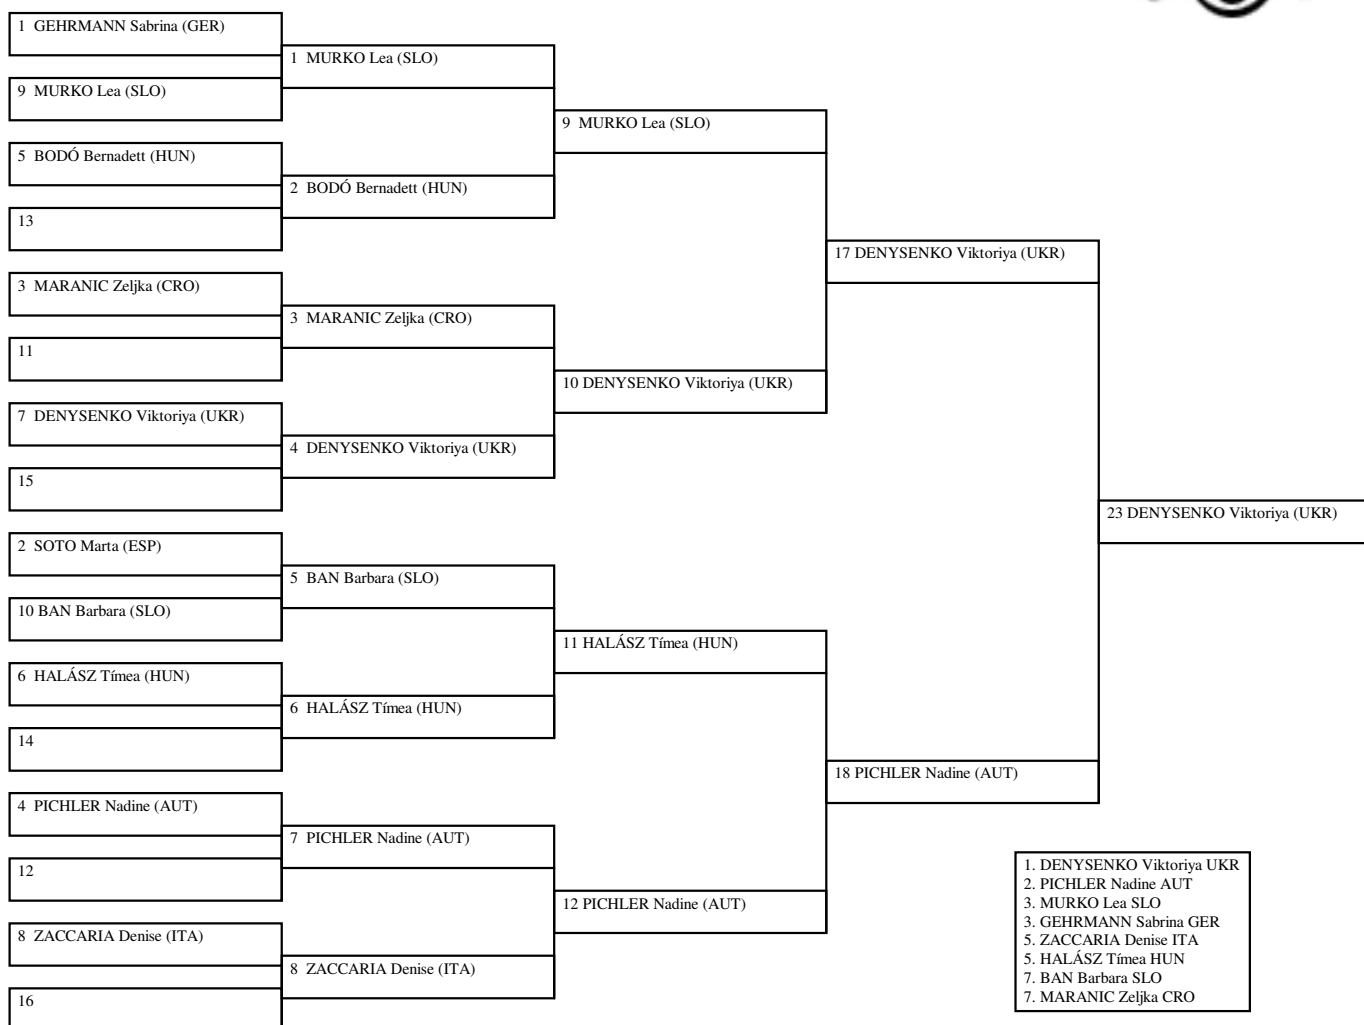 1 GEHRMANN Sabrina (GER)
9 MURKO Lea (SLO)
5 BODÓ Bernadett (HUN)
13
3 MARANIC Zeljka (CRO)
11
7 DENYSENKO Viktoriya (UKR)
15
2 SOTO Marta (ESP)
10 BAN Barbara (SLO)
6 HALÁSZ Tímea (HUN)
14
4 PICHLER Nadine (AUT)
12
8 ZACCARIA Denise (ITA)
16
1 MURKO Lea (SLO)
2 BODÓ Bernadett (HUN)
3 MARANIC Zeljka (CRO)
4 DENYSENKO Viktoriya (UKR)
5 BAN Barbara (SLO)
6 HALÁSZ Tímea (HUN)
7 PICHLER Nadine (AUT)
8 ZACCARIA Denise (ITA)
9 MURKO Lea (SLO)
10 DENYSENKO Viktoriya (UKR)
11 HALÁSZ Tímea (HUN)
12 PICHLER Nadine (AUT)
17 DENYSENKO Viktoriya (UKR)
18 PICHLER Nadine (AUT)
23 DENYSENKO Viktoriya (UKR)
1. DENYSENKO Viktoriya UKR
2. PICHLER Nadine AUT
3. MURKO Lea SLO
3. GEHRMANN Sabrina GER
5. ZACCARIA Denise ITA
5. HALÁSZ Tímea HUN
7. BAN Barbara SLO
7. MARANIC Zeljka CRO